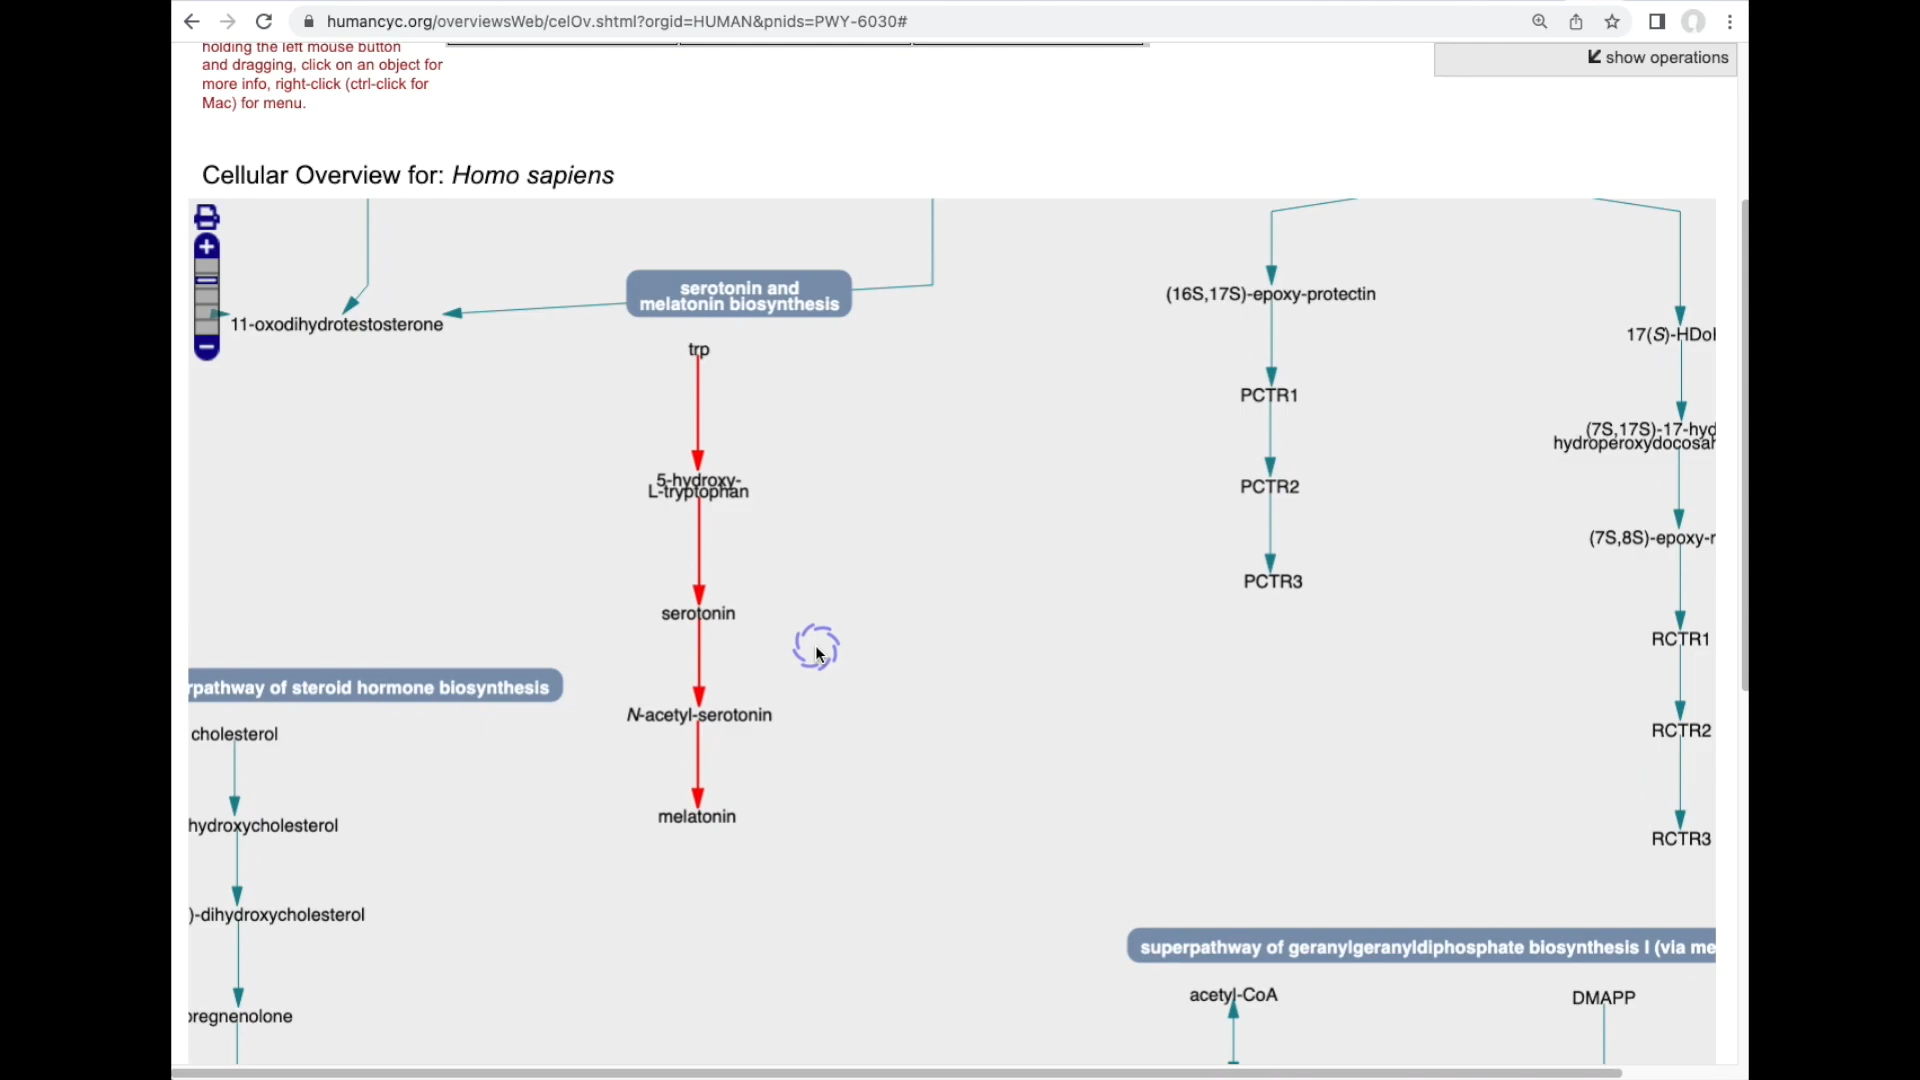 humancyc.org/overviewsWeb/celOv.shtml?orgid=HUMAN&pnids=PWY-6030#
holding the left mouse button
and dragging, click on an object for
more info, right-click (ctrl-click for
Mac) for menu.
show operations
Cellular Overview for: Homo sapiens
serotonin and
melatonin biosynthesis
11-oxodihydrotestosterone
trp
5-hydroxy-
L-tryptophan
serotonin
N-acetyl-serotonin
melatonin
(16S,17S)-epoxy-protectin
PCTR1
PCTR2
PCTR3
17(S)-HDoI
(7S,17S)-17-hyd
hydroperoxydocosah
(7S,8S)-epoxy-r
RCTR1
RCTR2
RCTR3
rpathway of steroid hormone biosynthesis
cholesterol
hydroxycholesterol
)-dihydroxycholesterol
pregnenolone
superpathway of geranylgeranyldiphosphate biosynthesis I (via me
acetyl-CoA
DMAPP